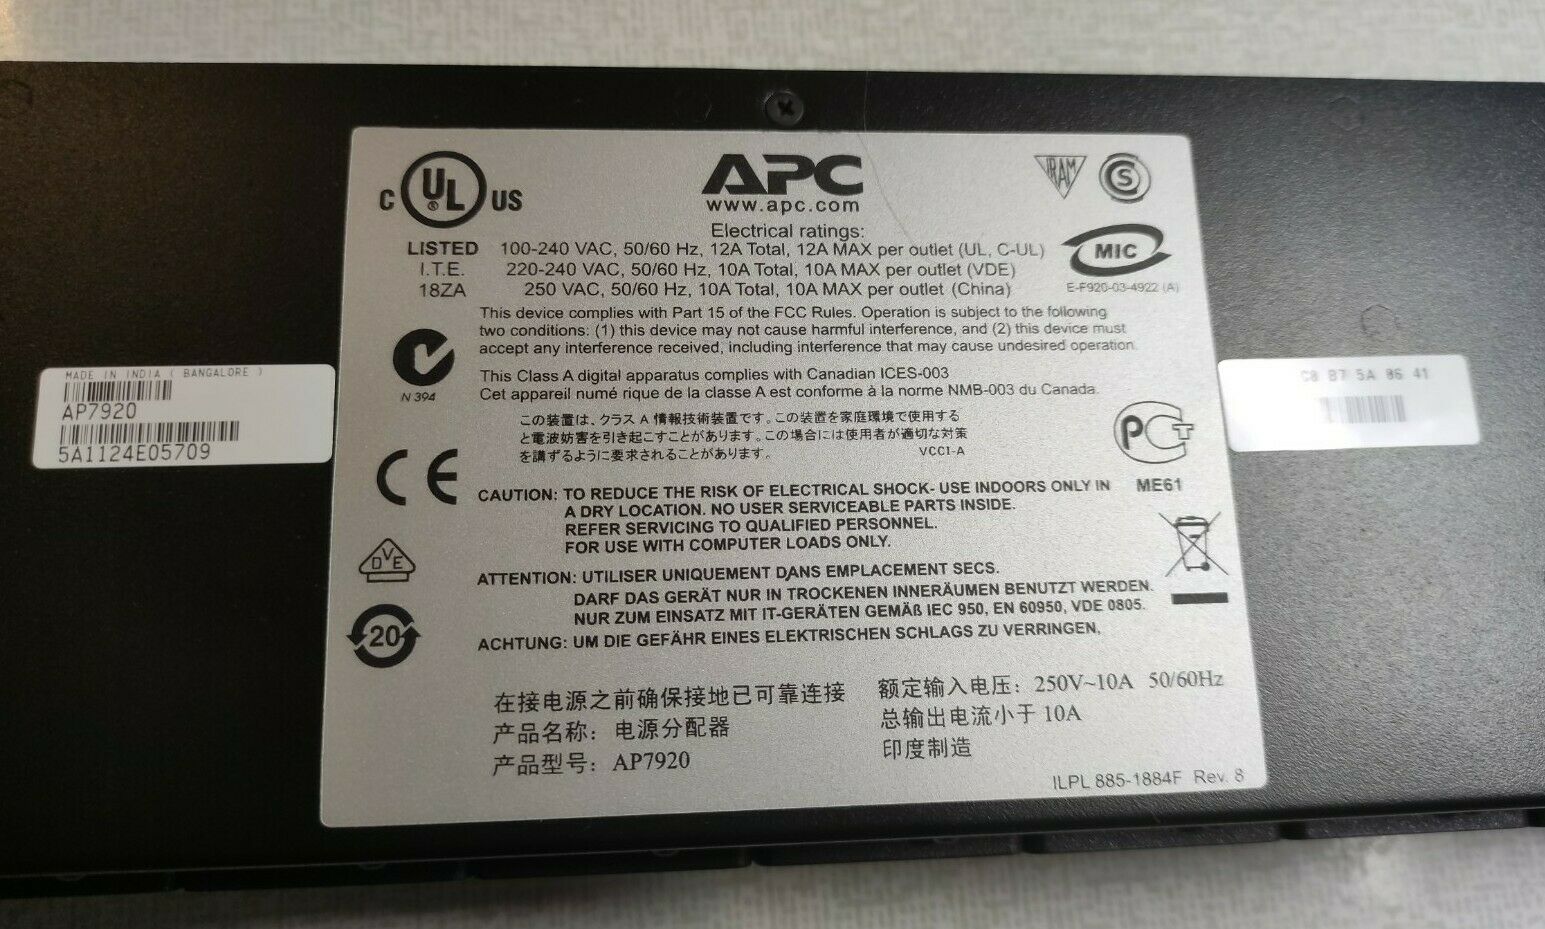 C UL ® US
APC
www.apc.com
IRAM
S
Electrical ratings:
LISTED 100-240 VAC, 50/60 Hz, 12A Total, 12A MAX per outlet (UL, C-UL)
I.T.E. 220-240 VAC, 50/60 Hz, 10A Total, 10A MAX per outlet (VDE)
18ZA 250 VAC, 50/60 Hz, 10A Total, 10A MAX per outlet (China)
MIC
E-F920-03-4922 (A)
This device complies with Part 15 of the FCC Rules. Operation is subject to the following
two conditions: (1) this device may not cause harmful interference, and (2) this device must
accept any interference received, including interference that may cause undesired operation.
N 394
This Class A digital apparatus complies with Canadian ICES-003
Cet appareil numé rique de la classe A est conforme à la norme NMB-003 du Canada.
MADE IN INDIA ( BANGALORE )
AP7920
5A1124E05709
C0 B7 5A 06 41
この装置は、クラス A 情報技術装置です。この装置を家庭環境で使用する
と電波妨害を引き起こすことがあります。この場合には使用者が適切な対策
を講ずるように要求されることがあります。 VCCI-A
PCT
ME61
CE
CAUTION: TO REDUCE THE RISK OF ELECTRICAL SHOCK- USE INDOORS ONLY IN
A DRY LOCATION. NO USER SERVICEABLE PARTS INSIDE.
REFER SERVICING TO QUALIFIED PERSONNEL.
FOR USE WITH COMPUTER LOADS ONLY.
DVE
ATTENTION: UTILISER UNIQUEMENT DANS EMPLACEMENT SECS.
DARF DAS GERÄT NUR IN TROCKENEN INNERÄUMEN BENUTZT WERDEN.
NUR ZUM EINSATZ MIT IT-GERÄTEN GEMÄß IEC 950, EN 60950, VDE 0805.
20
ACHTUNG: UM DIE GEFÄHR EINES ELEKTRISCHEN SCHLAGS ZU VERRINGEN,
在接电源之前确保接地已可靠连接
产品名称：电源分配器
产品型号：AP7920
额定输入电压：250V~10A 50/60Hz
总输出电流小于 10A
印度制造
ILPL 885-1884F Rev. 8